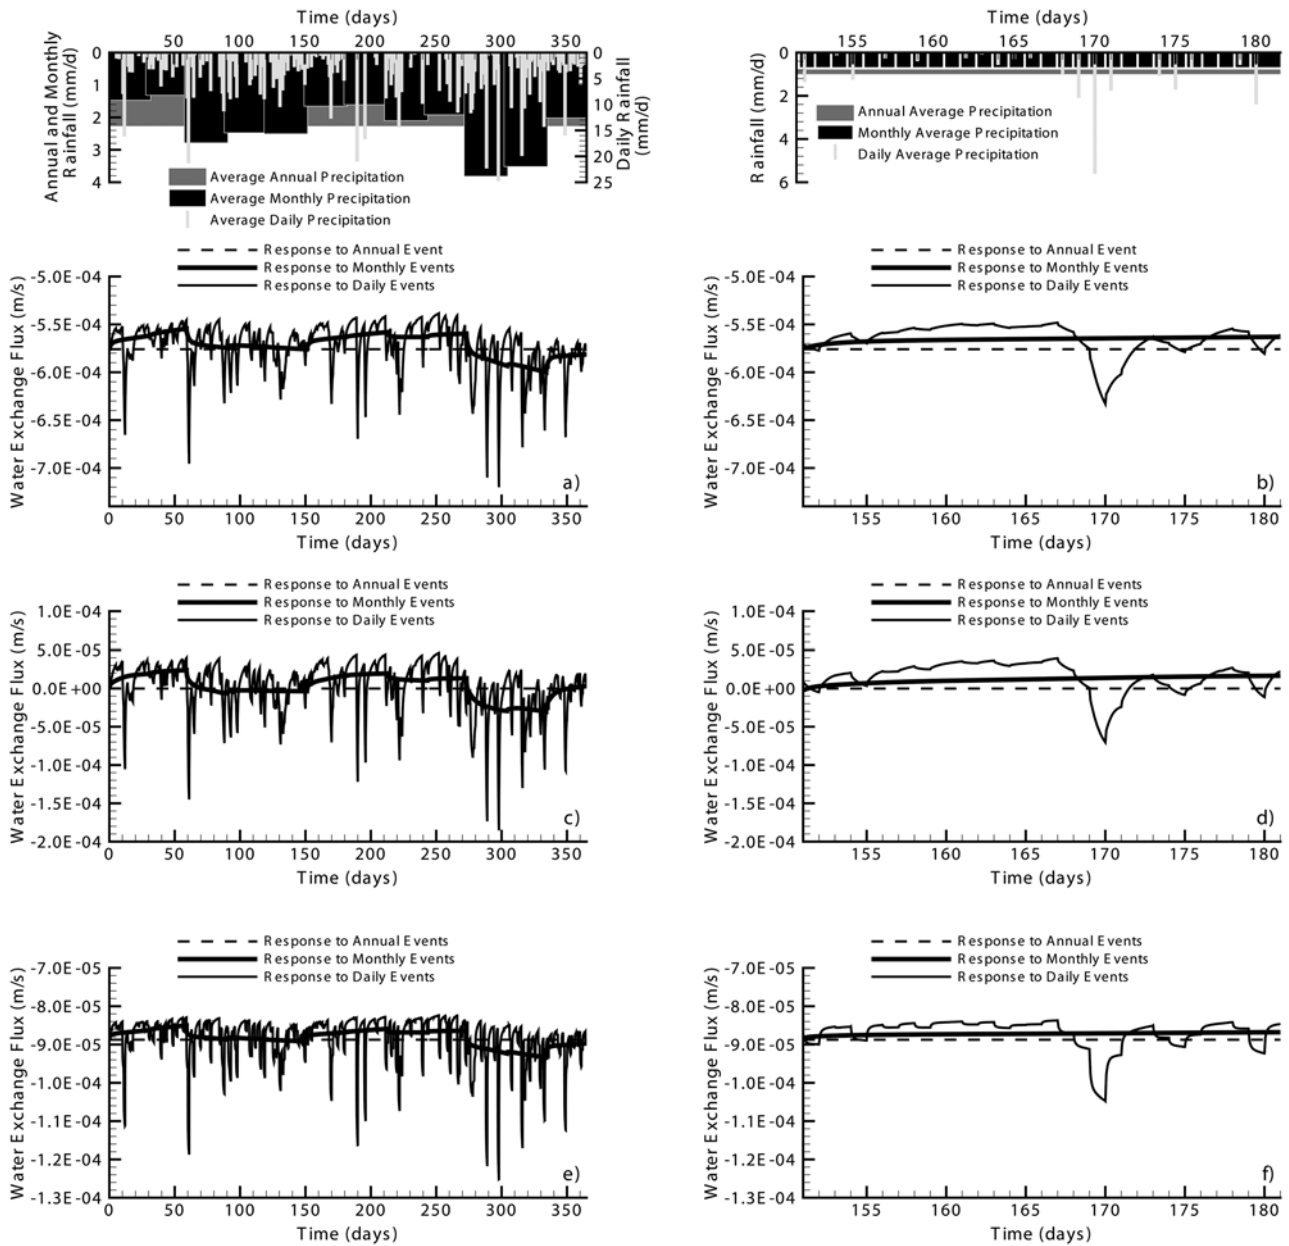 Time (days)
50 100 150 200 250 300 350
Annual and Monthly
Rainfall (mm/d)
0
1
2
3
4
0
5
10
15
20
25
Daily Rainfall
(mm/d)
Average Annual Precipitation
Average Monthly Precipitation
Average Daily Precipitation
Time (days)
155 160 165 170 175 180
Rainfall (mm/d)
0
2
4
6
Annual Average Precipitation
Monthly Average Precipitation
Daily Average Precipitation
Response to Annual Event
Response to Monthly Events
Response to Daily Events
Water Exchange Flux (m/s)
-5.0E-04
-5.5E-04
-6.0E-04
-6.5E-04
-7.0E-04
a)
0 50 100 150 200 250 300 350
Time (days)
Response to Annual Event
Response to Monthly Events
Response to Daily Events
Water Exchange Flux (m/s)
-5.0E-04
-5.5E-04
-6.0E-04
-6.5E-04
-7.0E-04
b)
155 160 165 170 175 180
Time (days)
Response to Annual Events
Response to Monthly Events
Response to Daily Events
Water Exchange Flux (m/s)
1.0E-04
5.0E-05
0.0E+00
-5.0E-05
-1.0E-04
-1.5E-04
-2.0E-04
c)
0 50 100 150 200 250 300 350
Time (days)
Response to Annual Events
Response to Monthly Events
Response to Daily Events
Water Exchange Flux (m/s)
1.0E-04
5.0E-05
0.0E+00
-5.0E-05
-1.0E-04
-1.5E-04
-2.0E-04
d)
155 160 165 170 175 180
Time (days)
Response to Annual Events
Response to Monthly Events
Response to Daily Events
Water Exchange Flux (m/s)
-7.0E-05
-8.0E-05
-9.0E-05
-1.0E-04
-1.1E-04
-1.2E-04
-1.3E-04
e)
0 50 100 150 200 250 300 350
Time (days)
Response to Annual Events
Response to Monthly Events
Response to Daily Events
Water Exchange Flux (m/s)
-7.0E-05
-8.0E-05
-9.0E-05
-1.0E-04
-1.1E-04
-1.2E-04
-1.3E-04
f)
155 160 165 170 175 180
Time (days)